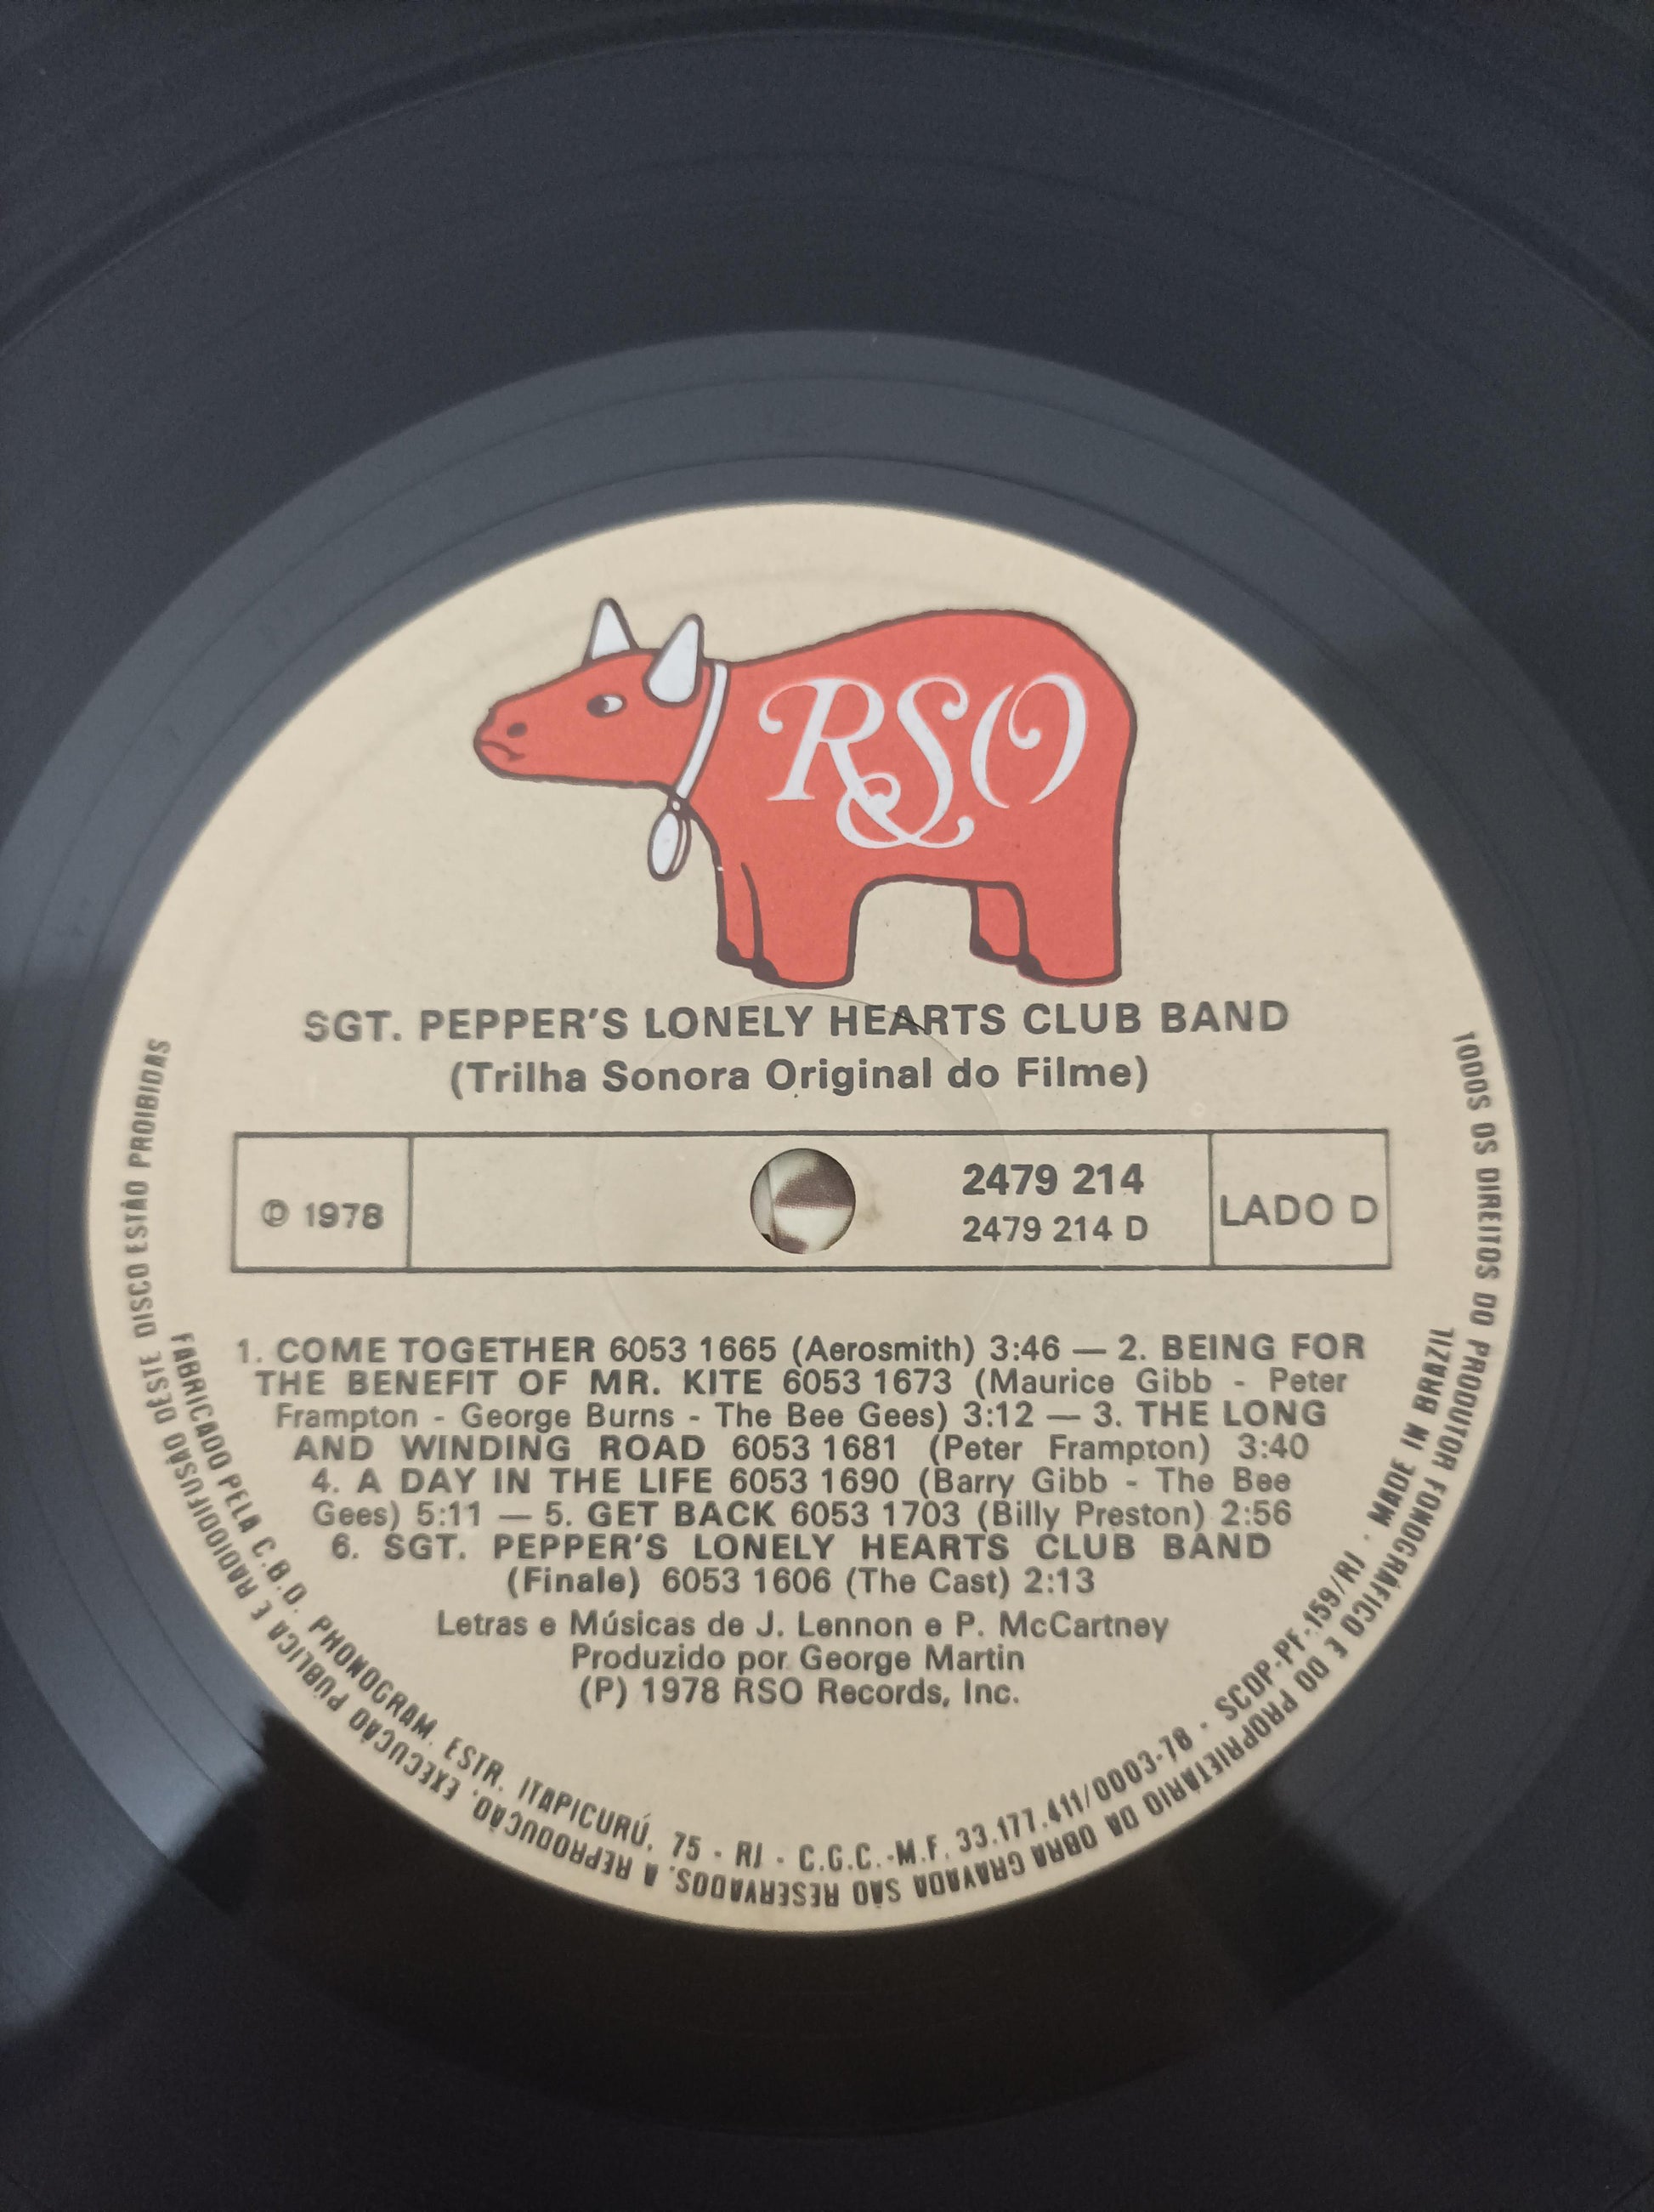 RSO
SGT. PEPPER'S LONELY HEARTS CLUB BAND
(Trilha Sonora Original do Filme)
℗ 1978
2479 214
2479 214 D
LADO D
1. COME TOGETHER 6053 1665 (Aerosmith) 3:46 — 2. BEING FOR
THE BENEFIT OF MR. KITE 6053 1673 (Maurice Gibb - Peter
Frampton - George Burns - The Bee Gees) 3:12 — 3. THE LONG
AND WINDING ROAD 6053 1681 (Peter Frampton) 3:40
4. A DAY IN THE LIFE 6053 1690 (Barry Gibb - The Bee
Gees) 5:11 — 5. GET BACK 6053 1703 (Billy Preston) 2:56
6. SGT. PEPPER'S LONELY HEARTS CLUB BAND
(Finale) 6053 1606 (The Cast) 2:13
Letras e Músicas de J. Lennon e P. McCartney
Produzido por George Martin
(P) 1978 RSO Records, Inc.
FABRICADO PELA C.B.D. PHONOGRAM. ESTR. ITAPICURÚ, 75 - RJ - C.G.C.-M.F. 33.177.411/0003-78 · SCDP-PF-159/RJ · MADE IN BRAZIL
TODOS OS DIREITOS DO PRODUTOR FONOGRÁFICO E DO PROPRIETÁRIO DA OBRA GRAVADA SÃO RESERVADOS. A REPRODUÇÃO, EXECUÇÃO PÚBLICA E RADIODIFUSÃO DESTE DISCO ESTÃO PROIBIDAS